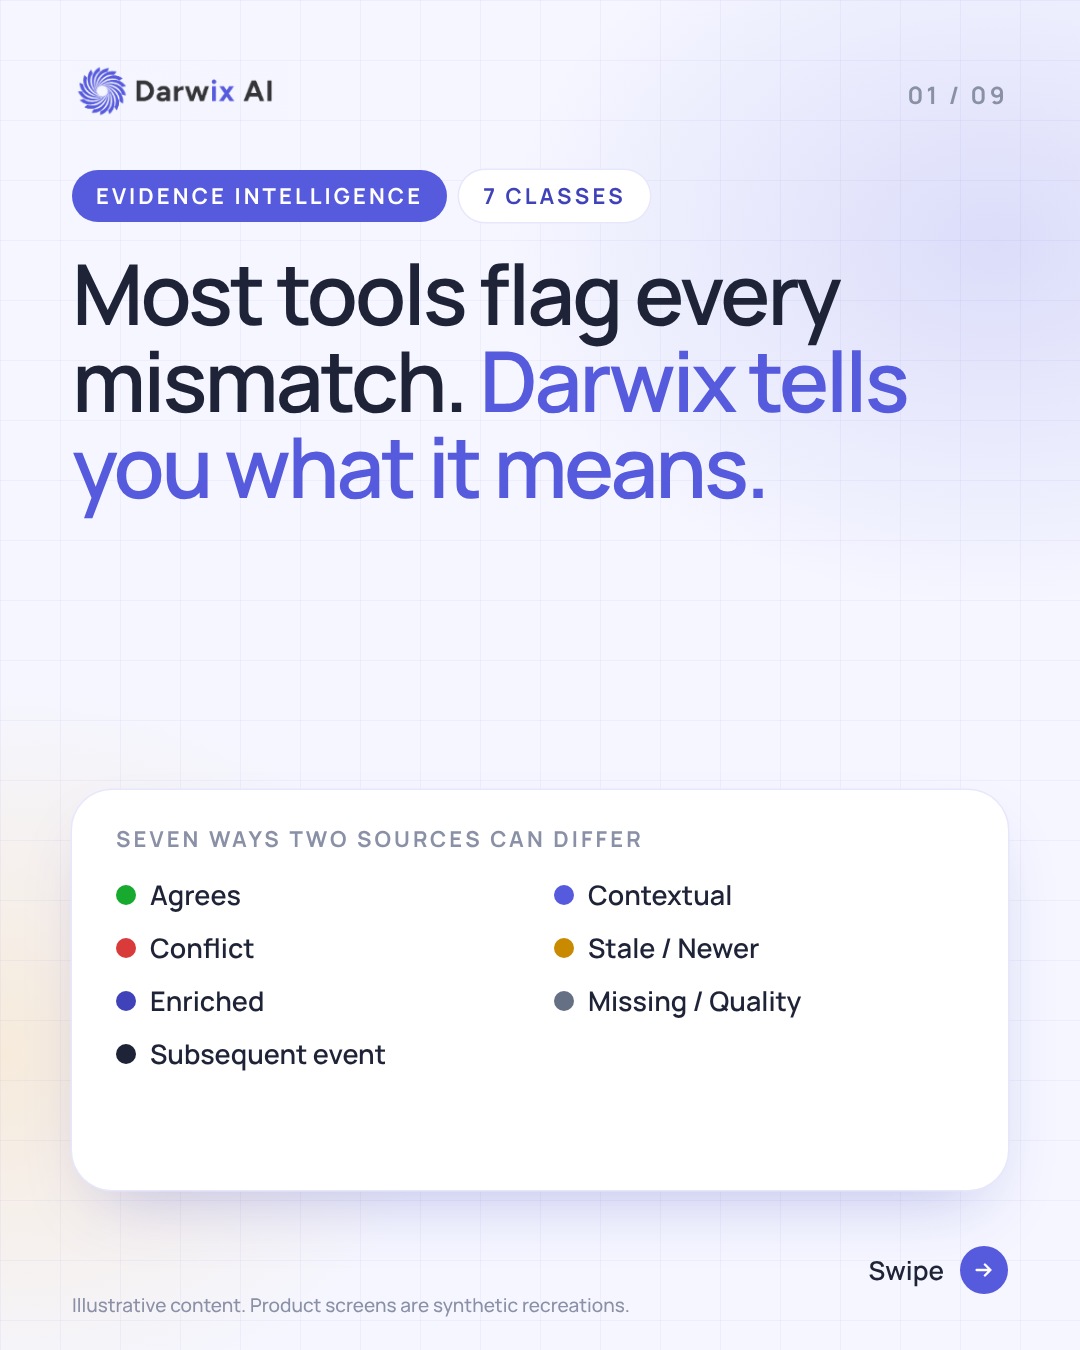 Darwix AI
01 / 09
EVIDENCE INTELLIGENCE
7 CLASSES
Most tools flag every
mismatch. Darwix tells
you what it means.
SEVEN WAYS TWO SOURCES CAN DIFFER
Agrees
Contextual
Conflict
Stale / Newer
Enriched
Missing / Quality
Subsequent event
Swipe
Illustrative content. Product screens are synthetic recreations.